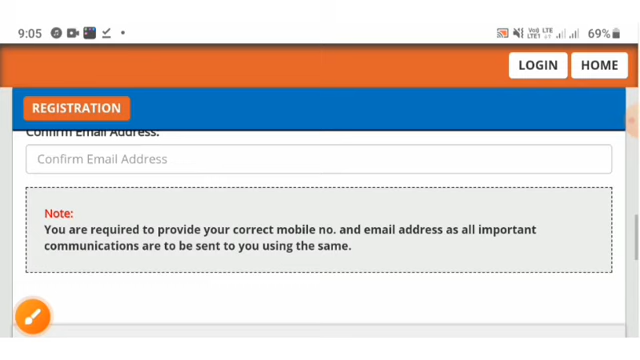 9:05
69%
LOGIN HOME
REGISTRATION
Confirm Email Address:
Confirm Email Address
Note:
You are required to provide your correct mobile no. and email address as all important
communications are to be sent to you using the same.